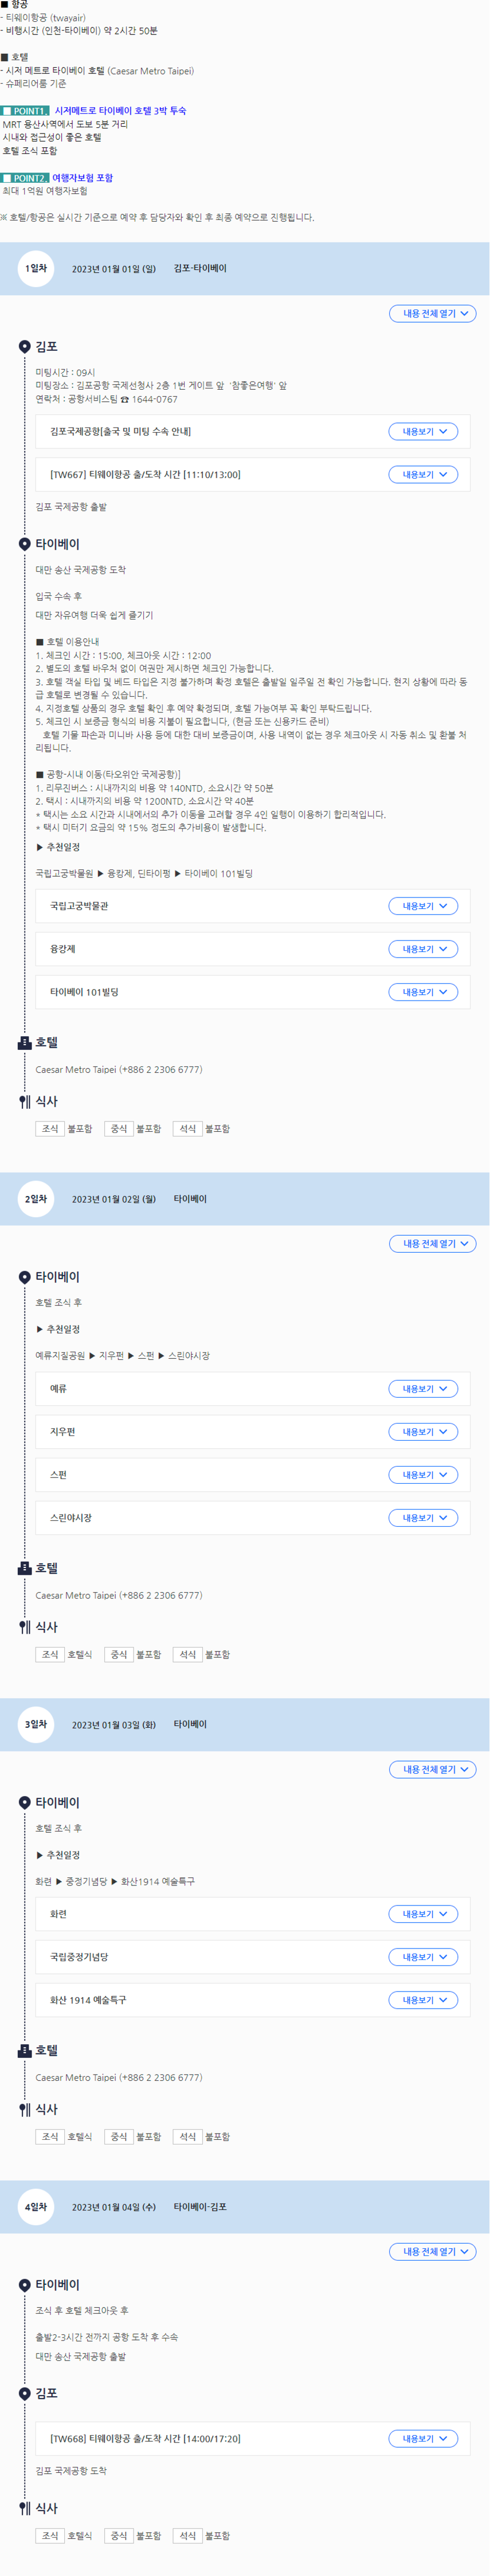 ■ 항공
- 티웨이항공 (twayair)
- 비행시간 (인천-타이베이) 약 2시간 50분
■ 호텔
- 시저 메트로 타이베이 호텔 (Caesar Metro Taipei)
- 슈페리어룸 기준
■ POINT1. 시저메트로 타이베이 호텔 3박 투숙
MRT 용산사역에서 도보 5분 거리
시내와 접근성이 좋은 호텔
호텔 조식 포함
■ POINT2. 여행자보험 포함
최대 1억원 여행자보험
※ 호텔/항공은 실시간 기준으로 예약 후 담당자와 확인 후 최종 예약으로 진행됩니다.
1일차 2023년 01월 01일 (일) 김포-타이베이
내용 전체 열기
김포
미팅시간 : 09시
미팅장소 : 김포공항 국제선청사 2층 1번 게이트 앞 '참좋은여행' 앞
연락처 : 공항서비스팀 ☎ 1644-0767
김포국제공항[출국 및 미팅 수속 안내] 내용보기
[TW667] 티웨이항공 출/도착 시간 [11:10/13:00] 내용보기
김포 국제공항 출발
타이베이
대만 송산 국제공항 도착
입국 수속 후
대만 자유여행 더욱 쉽게 즐기기
■ 호텔 이용안내
1. 체크인 시간 : 15:00, 체크아웃 시간 : 12:00
2. 별도의 호텔 바우처 없이 여권만 제시하면 체크인 가능합니다.
3. 호텔 객실 타입 및 베드 타입은 지정 불가하며 확정 호텔은 출발일 일주일 전 확인 가능합니다. 현지 상황에 따라 동
급 호텔로 변경될 수 있습니다.
4. 지정호텔 상품의 경우 호텔 확인 후 예약 확정되며, 호텔 가능여부 꼭 확인 부탁드립니다.
5. 체크인 시 보증금 형식의 비용 지불이 필요합니다, (현금 또는 신용카드 준비)
호텔 기물 파손과 미니바 사용 등에 대한 대비 보증금이며, 사용 내역이 없는 경우 체크아웃 시 자동 취소 및 환불 처
리됩니다.
■ 공항-시내 이동(타오위안 국제공항)]
1. 리무진버스 : 시내까지의 비용 약 140NTD, 소요시간 약 50분
2. 택시 : 시내까지의 비용 약 1200NTD, 소요시간 약 40분
* 택시는 소요 시간과 시내에서의 추가 이동을 고려할 경우 4인 일행이 이용하기 합리적입니다.
* 택시 미터기 요금의 약 15% 정도의 추가비용이 발생합니다.
▶ 추천일정
국립고궁박물원 ▶ 융캉제, 딘타이펑 ▶ 타이베이 101빌딩
국립고궁박물관 내용보기
융캉제 내용보기
타이베이 101빌딩 내용보기
호텔
Caesar Metro Taipei (+886 2 2306 6777)
식사
조식 불포함 중식 불포함 석식 불포함
2일차 2023년 01월 02일 (월) 타이베이
내용 전체 열기
타이베이
호텔 조식 후
▶ 추천일정
예류지질공원 ▶ 지우펀 ▶ 스펀 ▶ 스린야시장
예류 내용보기
지우펀 내용보기
스펀 내용보기
스린야시장 내용보기
호텔
Caesar Metro Taipei (+886 2 2306 6777)
식사
조식 호텔식 중식 불포함 석식 불포함
3일차 2023년 01월 03일 (화) 타이베이
내용 전체 열기
타이베이
호텔 조식 후
▶ 추천일정
화련 ▶ 중정기념당 ▶ 화산1914 예술특구
화련 내용보기
국립중정기념당 내용보기
화산 1914 예술특구 내용보기
호텔
Caesar Metro Taipei (+886 2 2306 6777)
식사
조식 호텔식 중식 불포함 석식 불포함
4일차 2023년 01월 04일 (수) 타이베이-김포
내용 전체 열기
타이베이
조식 후 호텔 체크아웃 후
출발2-3시간 전까지 공항 도착 후 수속
대만 송산 국제공항 출발
김포
[TW668] 티웨이항공 출/도착 시간 [14:00/17:20] 내용보기
김포 국제공항 도착
식사
조식 호텔식 중식 불포함 석식 불포함